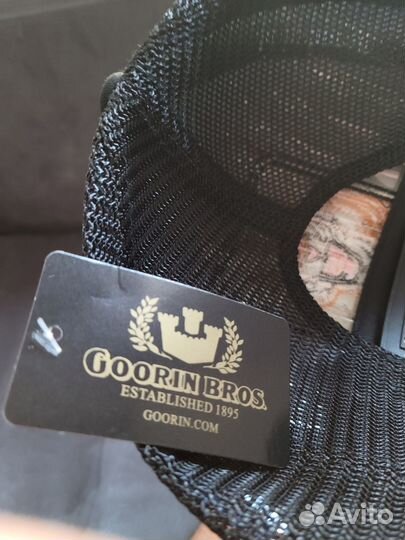 GOORIN BROS.
ESTABLISHED 1895
GOORIN.COM
Avito